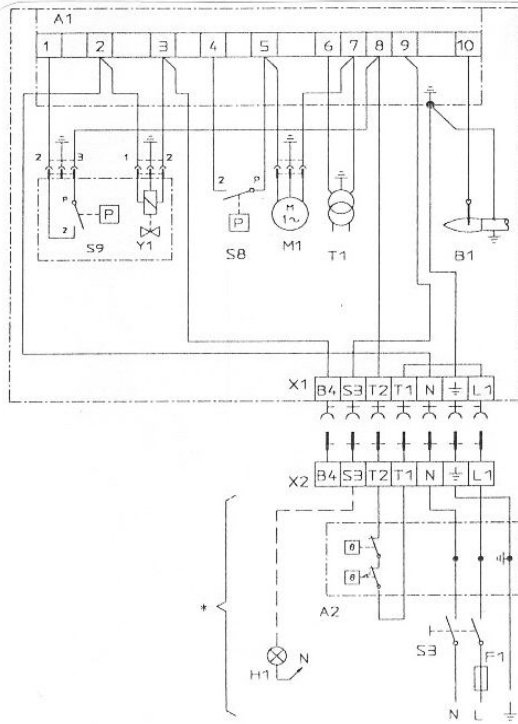 A1
1 2 3 4 5 6 7 8 9 10
2 3 1 2
P P
2
S9 Y1
2 P
P
S8
M
1~
M1
T1
B1
X1 B4 S3 T2 T1 N L1
X2 B4 S3 T2 T1 N L1
θ
θ
A2
*
S3 F1
H1 N
N L